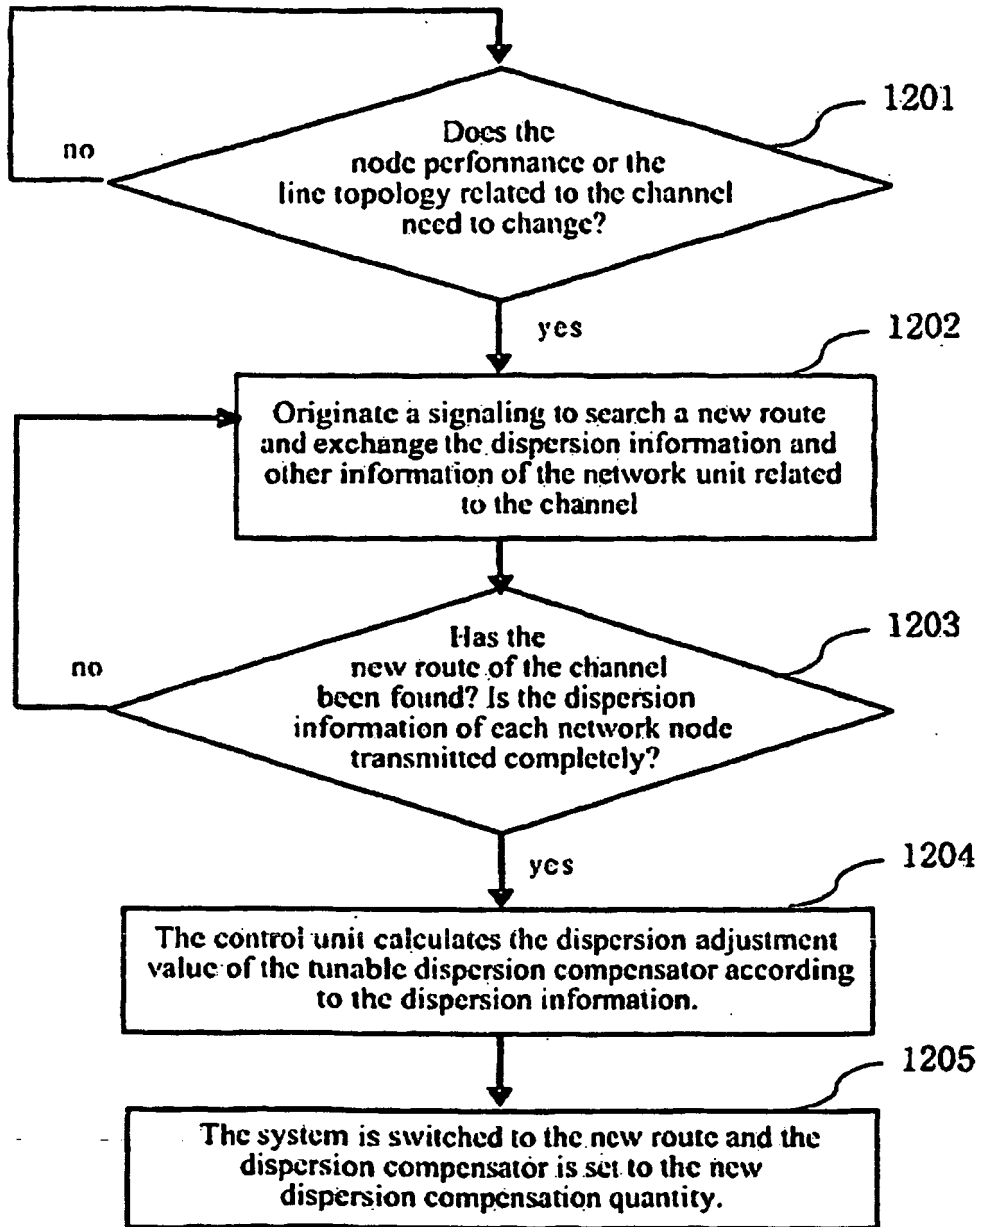 1201
no
Does the
node performance or the
line topology related to the channel
need to change?
yes
1202
Originate a signaling to search a new route
and exchange the dispersion information and
other information of the network unit related
to the channel
1203
no
Has the
new route of the channel
been found? Is the dispersion
information of each network node
transmitted completely?
yes
1204
The control unit calculates the dispersion adjustment
value of the tunable dispersion compensator according
to the dispersion information.
1205
The system is switched to the new route and the
dispersion compensator is set to the new
dispersion compensation quantity.